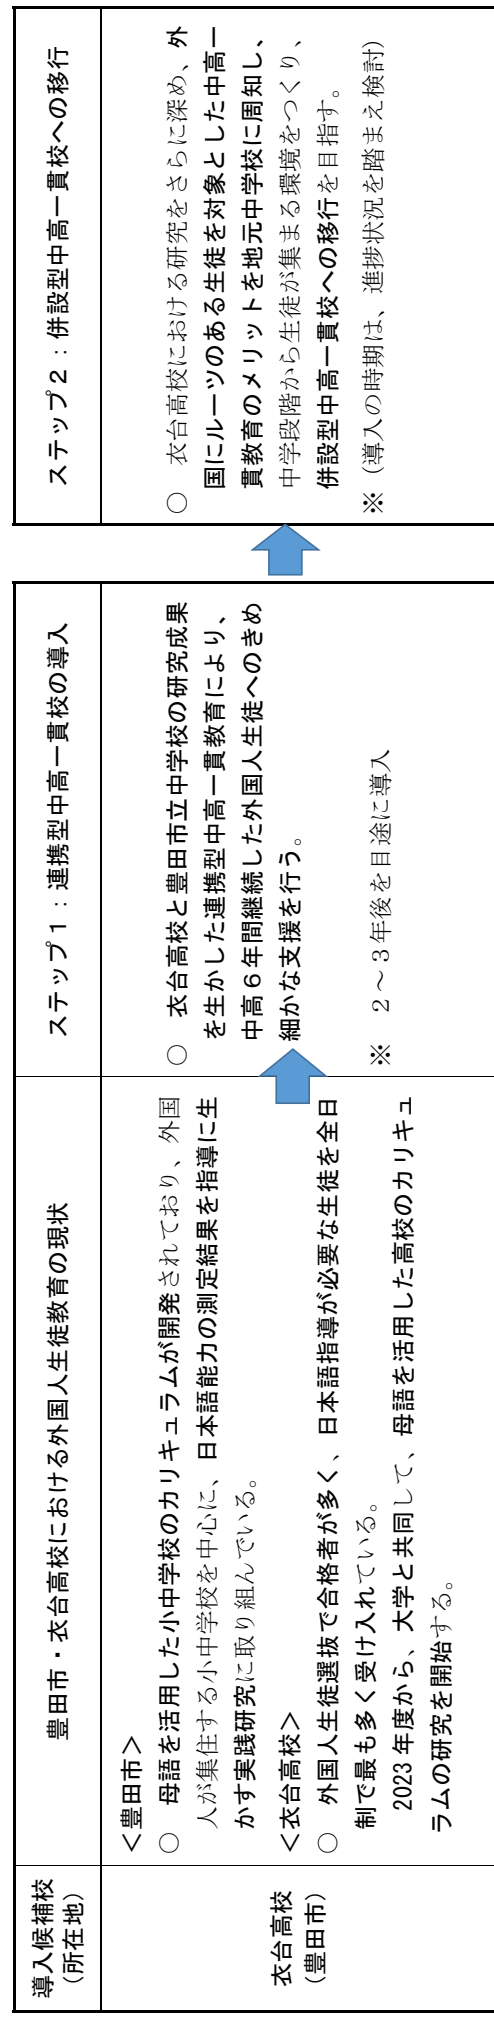 導入候補校
(所在地)
豊田市・衣台高校における外国人生徒教育の現状
ステップ1：連携型中高一貫校の導入
ステップ2：併設型中高一貫校への移行
衣台高校
(豊田市)
＜豊田市＞
○ 母語を活用した小中学校のカリキュラムが開発されており、外国
人が集住する小中学校を中心に、日本語能力の測定結果を指導に生
かす実践研究に取り組んでいる。
＜衣台高校＞
○ 外国人生徒選抜で合格者が多く、日本語指導が必要な生徒を全日
制で最も多く受け入れている。
2023 年度から、大学と共同して、母語を活用した高校のカリキュ
ラムの研究を開始する。
○ 衣台高校と豊田市立中学校の研究成果
を生かした連携型中高一貫教育により、
中高６年間継続した外国人生徒へのきめ
細かな支援を行う。
※ ２～３年後を目途に導入
○ 衣台高校における研究をさらに深め、外
国にルーツのある生徒を対象とした中高一
貫教育のメリットを地元中学校に周知し、
中学段階から生徒が集まる環境をつくり、
併設型中高一貫校への移行を目指す。
※（導入の時期は、進捗状況を踏まえ検討）